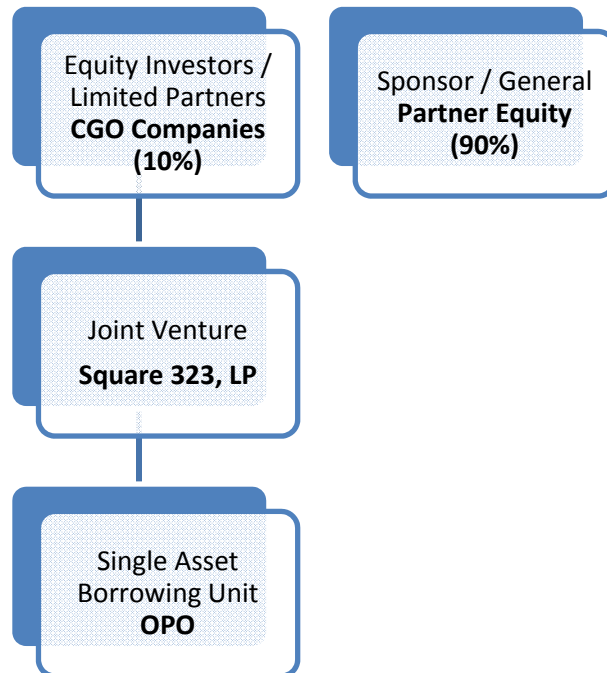 Equity Investors /
Limited Partners
CGO Companies
(10%)
Sponsor / General
Partner Equity
(90%)
Joint Venture
Square 323, LP
Single Asset
Borrowing Unit
OPO